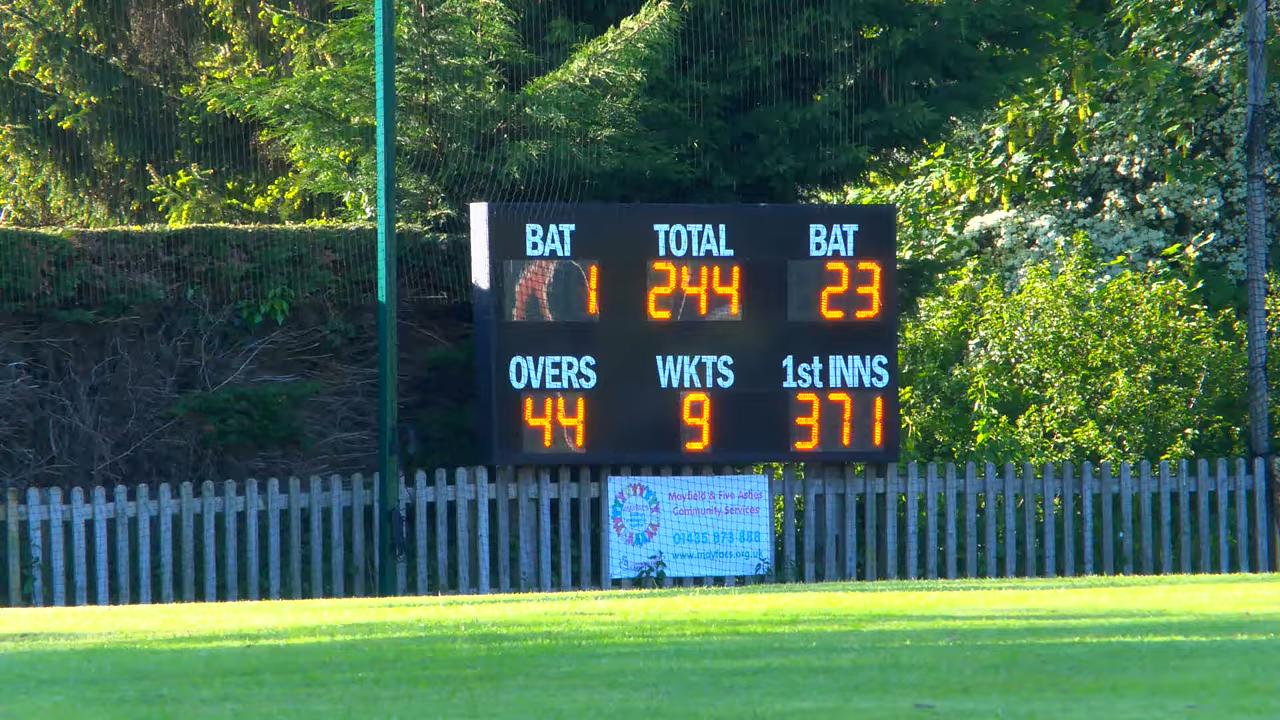 BAT TOTAL BAT
1 244 23
OVERS WKTS 1st INNS
44 9 371
Mayfield & Five Ashes
Community Services
01435 873 888
www.mayfacs.org.uk